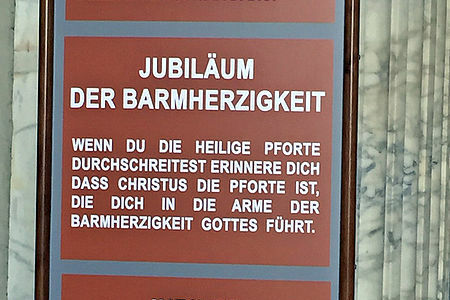 JUBILÄUM
DER BARMHERZIGKEIT
WENN DU DIE HEILIGE PFORTE
DURCHSCHREITEST ERINNERE DICH
DASS CHRISTUS DIE PFORTE IST,
DIE DICH IN DIE ARME DER
BARMHERZIGKEIT GOTTES FÜHRT.